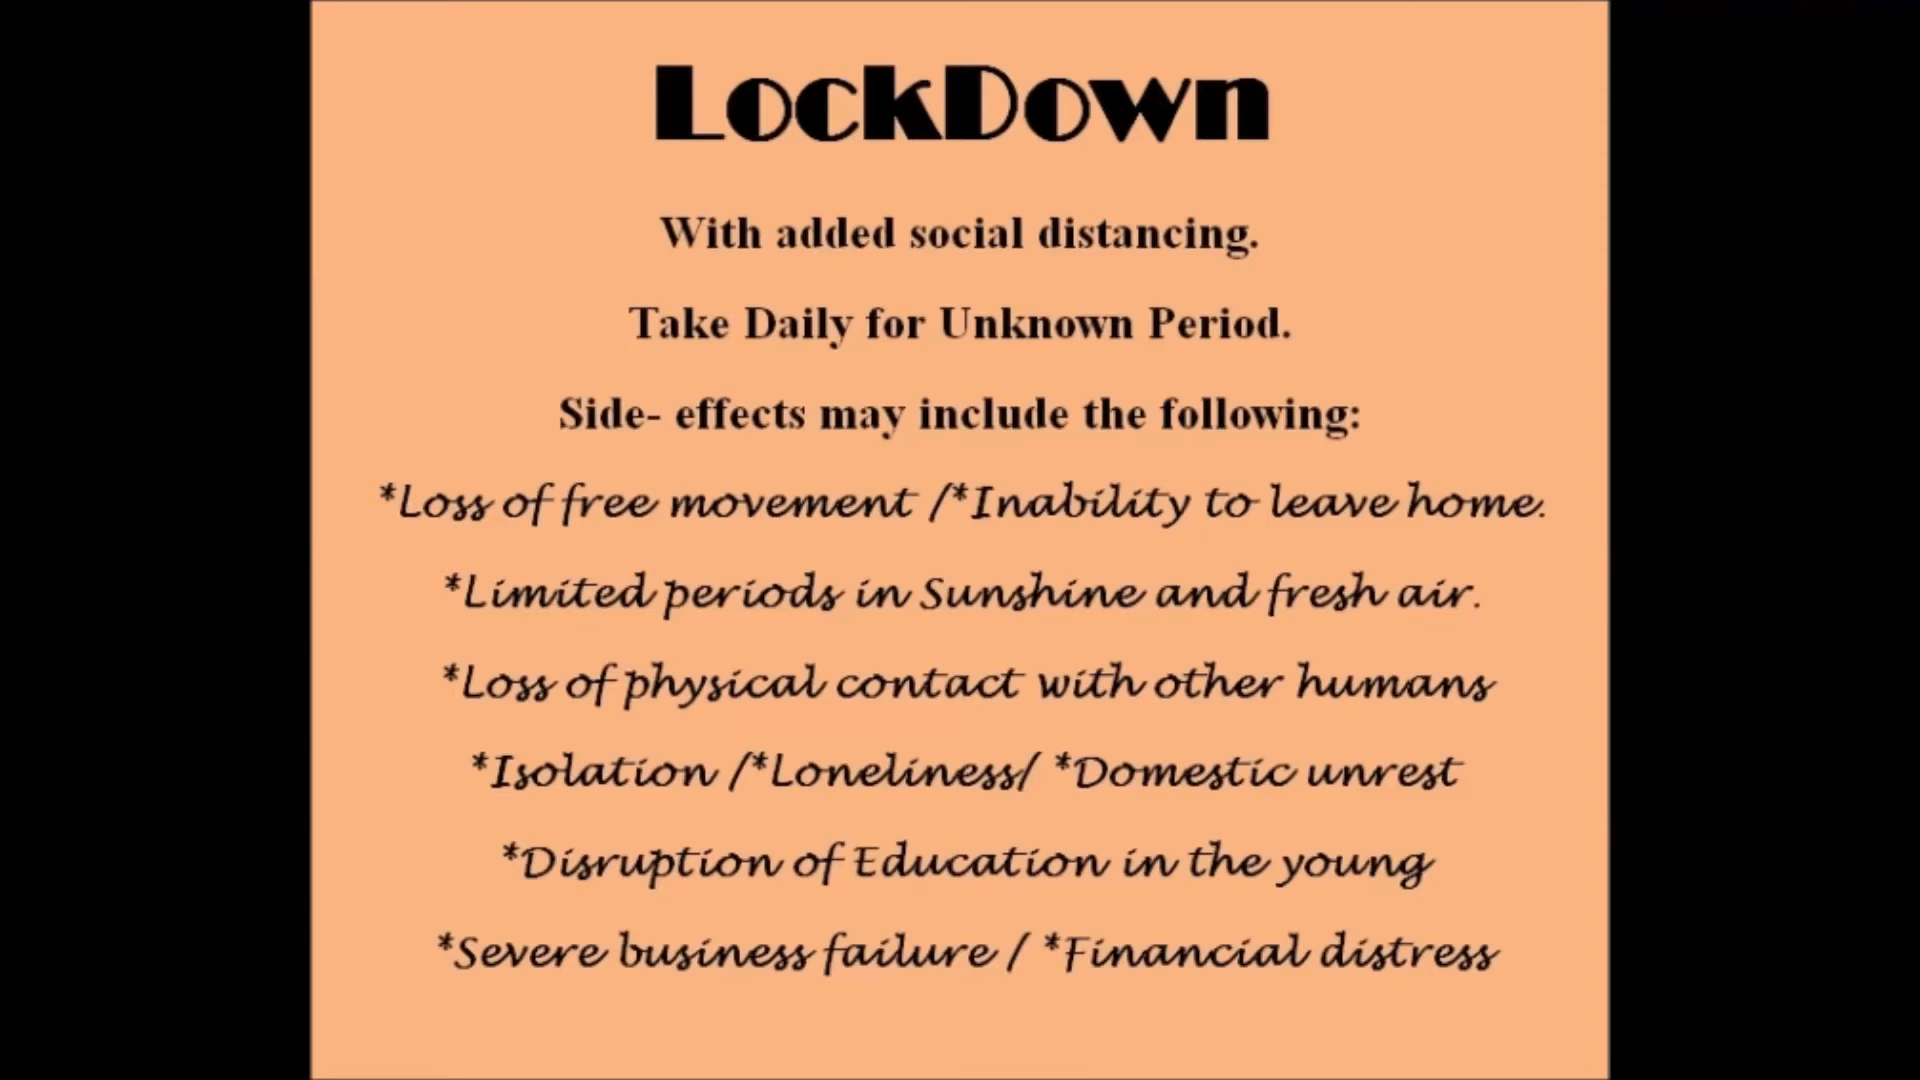 LockDown
With added social distancing.
Take Daily for Unknown Period.
Side- effects may include the following:
*Loss of free movement /*Inability to leave home.
*Limited periods in Sunshine and fresh air.
*Loss of physical contact with other humans
*Isolation /*Loneliness/ *Domestic unrest
*Disruption of Education in the young
*Severe business failure / *Financial distress